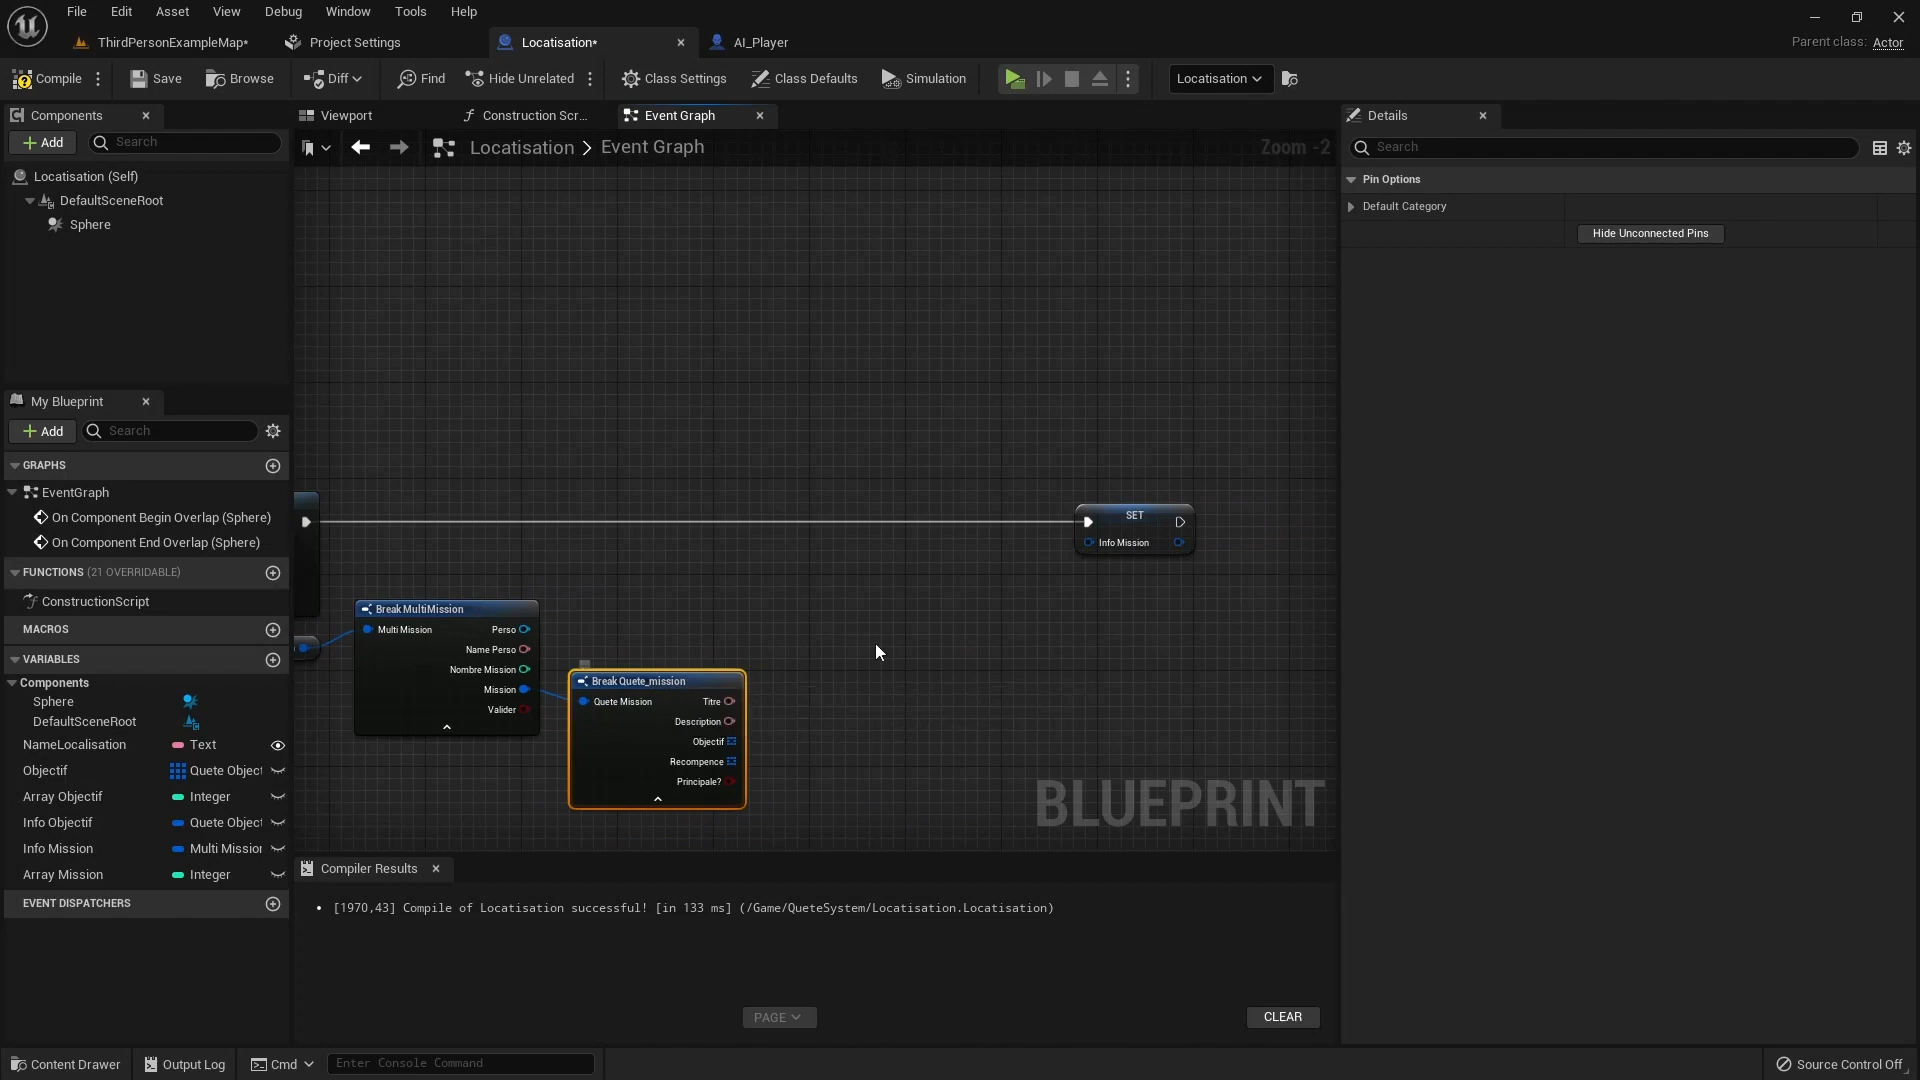 File Edit Asset View Debug Window Tools Help
ThirdPersonExampleMap* Project Settings Locatisation* AI_Player Parent class: Actor
Compile Save Browse Diff Find Hide Unrelated Class Settings Class Defaults Simulation Locatisation
Components Viewport Construction Scr... Event Graph Details
Add Search Locatisation > Event Graph Zoom -2 Search
Locatisation (Self) Pin Options
DefaultSceneRoot Default Category
Sphere Hide Unconnected Pins
My Blueprint
Add Search
GRAPHS
EventGraph
On Component Begin Overlap (Sphere)
On Component End Overlap (Sphere)
FUNCTIONS (21 OVERRIDABLE)
ConstructionScript
MACROS
VARIABLES
Components
Sphere
DefaultSceneRoot
NameLocalisation Text
Objectif Quete Object
Array Objectif Integer
Info Objectif Quete Object
Info Mission Multi Mission
Array Mission Integer
EVENT DISPATCHERS
SET
Info Mission
Break MultiMission
Multi Mission Perso
Name Perso
Nombre Mission
Mission
Valider
Break Quete_mission
Quete Mission Titre
Description
Objectif
Recompence
Principale?
BLUEPRINT
Compiler Results
[1970,43] Compile of Locatisation successful! [in 133 ms] (/Game/QueteSystem/Locatisation.Locatisation)
PAGE CLEAR
Content Drawer Output Log Cmd Enter Console Command Source Control Off